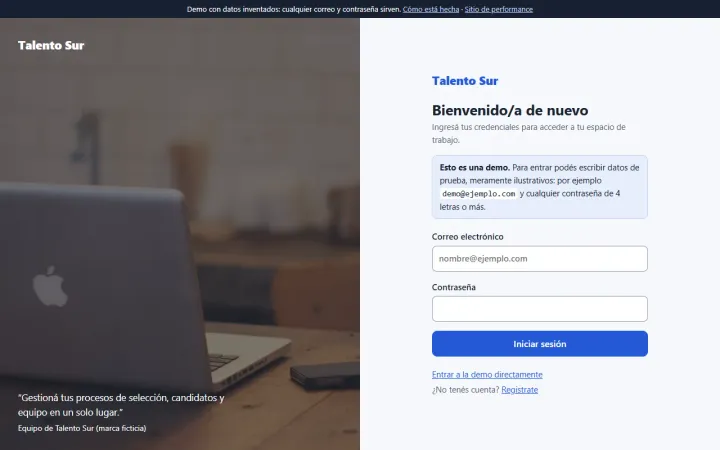 Demo con datos inventados: cualquier correo y contraseña sirven. Cómo está hecha · Sitio de performance
Talento Sur
"Gestioná tus procesos de selección, candidatos y
equipo en un solo lugar."
Equipo de Talento Sur (marca ficticia)
Talento Sur
Bienvenido/a de nuevo
Ingresá tus credenciales para acceder a tu espacio de
trabajo.
Esto es una demo. Para entrar podés escribir datos de
prueba, meramente ilustrativos: por ejemplo
demo@ejemplo.com y cualquier contraseña de 4
letras o más.
Correo electrónico
nombre@ejemplo.com
Contraseña
Iniciar sesión
Entrar a la demo directamente
¿No tenés cuenta? Registrate